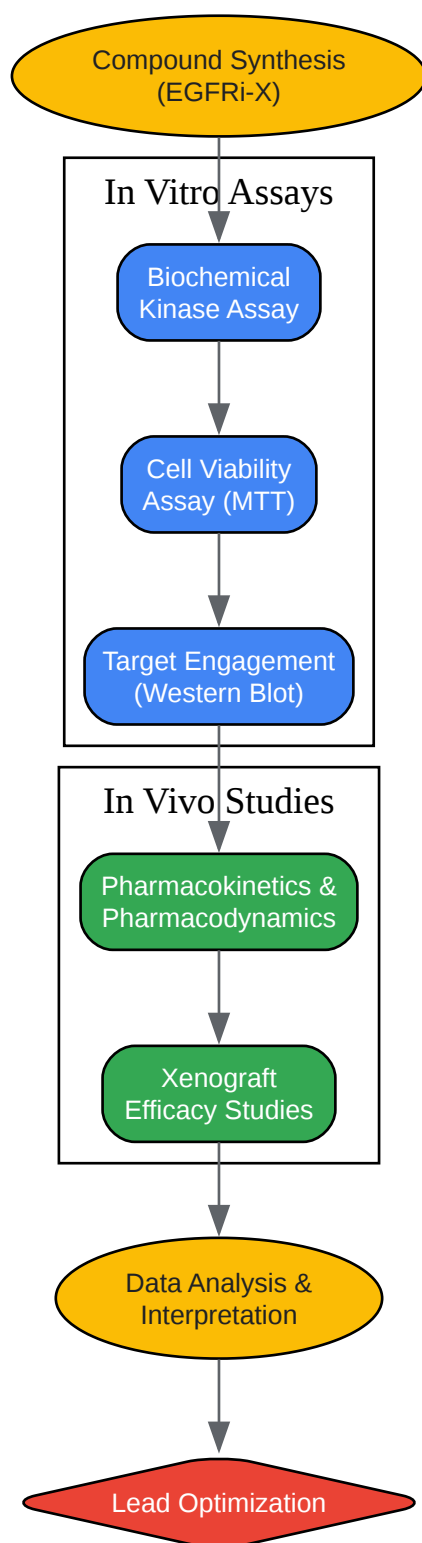 Compound Synthesis
(EGFRi-X)
In Vitro Assays
Biochemical
Kinase Assay
Cell Viability
Assay (MTT)
Target Engagement
(Western Blot)
In Vivo Studies
Pharmacokinetics &
Pharmacodynamics
Xenograft
Efficacy Studies
Data Analysis &
Interpretation
Lead Optimization